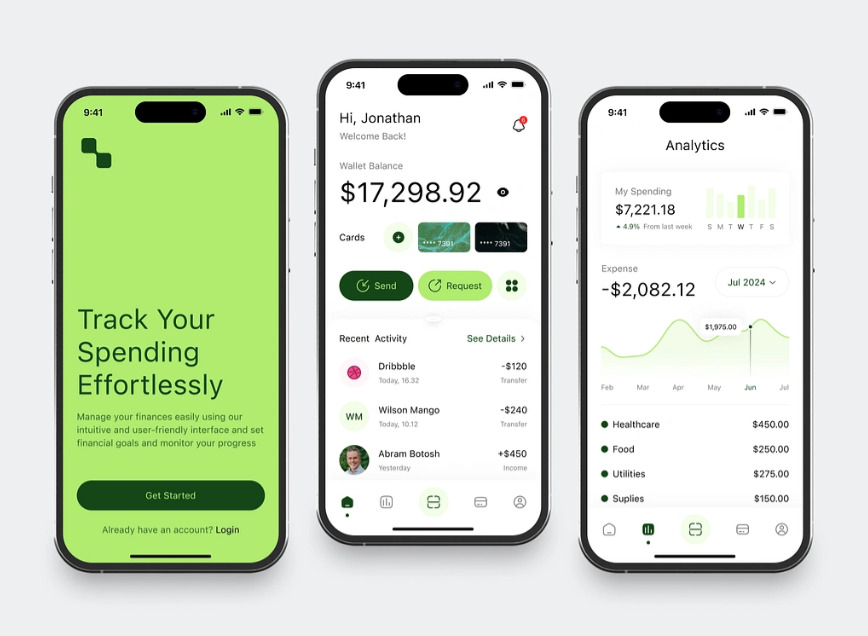 9:41
Track Your
Spending
Effortlessly
Manage your finances easily using our
intuitive and user-friendly interface and set
financial goals and monitor your progress
Get Started
Already have an account? Login
9:41
Hi, Jonathan
Welcome Back!
Wallet Balance
$17,298.92
Cards
**** 7391
**** 7391
Send
Request
Recent Activity
See Details
Dribbble
-$120
Today, 16.32
Transfer
WM
Wilson Mango
-$240
Today, 10.12
Transfer
Abram Botosh
+$450
Yesterday
Income
9:41
Analytics
My Spending
$7,221.18
4.9% From last week
S M T W T F S
Expense
-$2,082.12
Jul 2024
$1,975.00
Feb Mar Apr May Jun Jul
Healthcare $450.00
Food $250.00
Utilities $275.00
Suplies $150.00